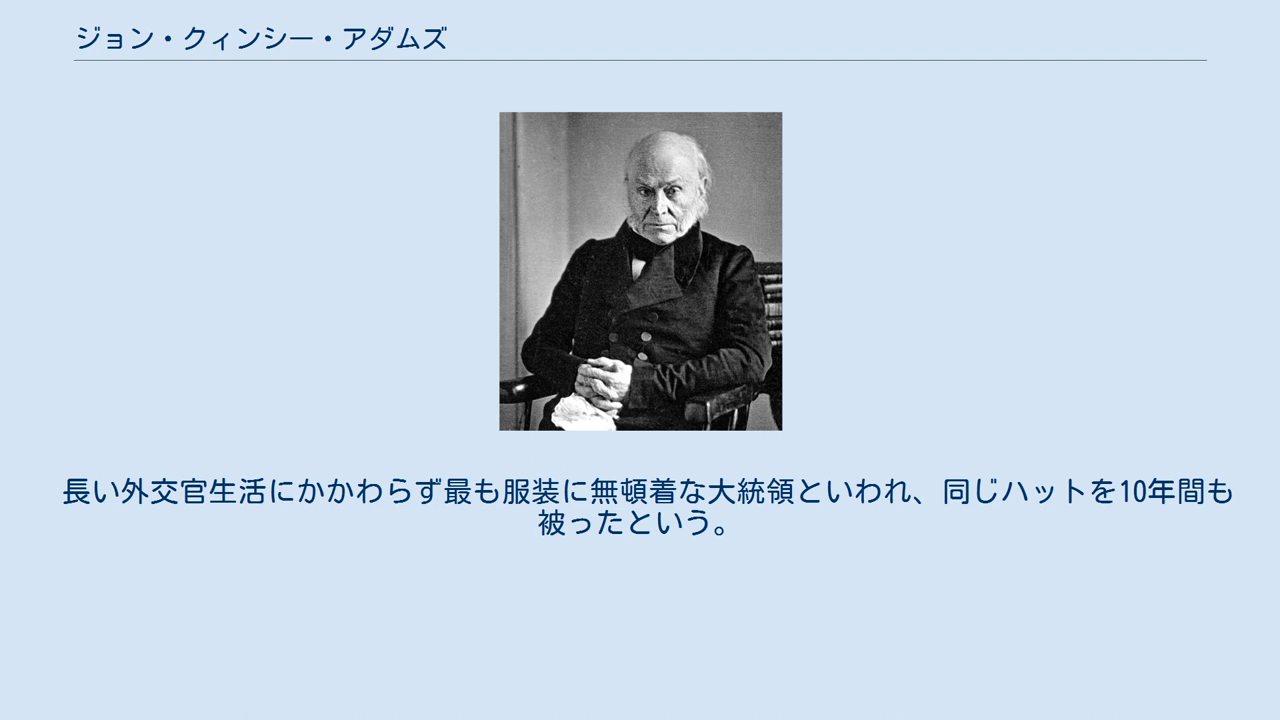 ジョン・クィンシー・アダムズ
長い外交官生活にかかわらず最も服装に無頓着な大統領といわれ、同じハットを10年間も
被ったという。